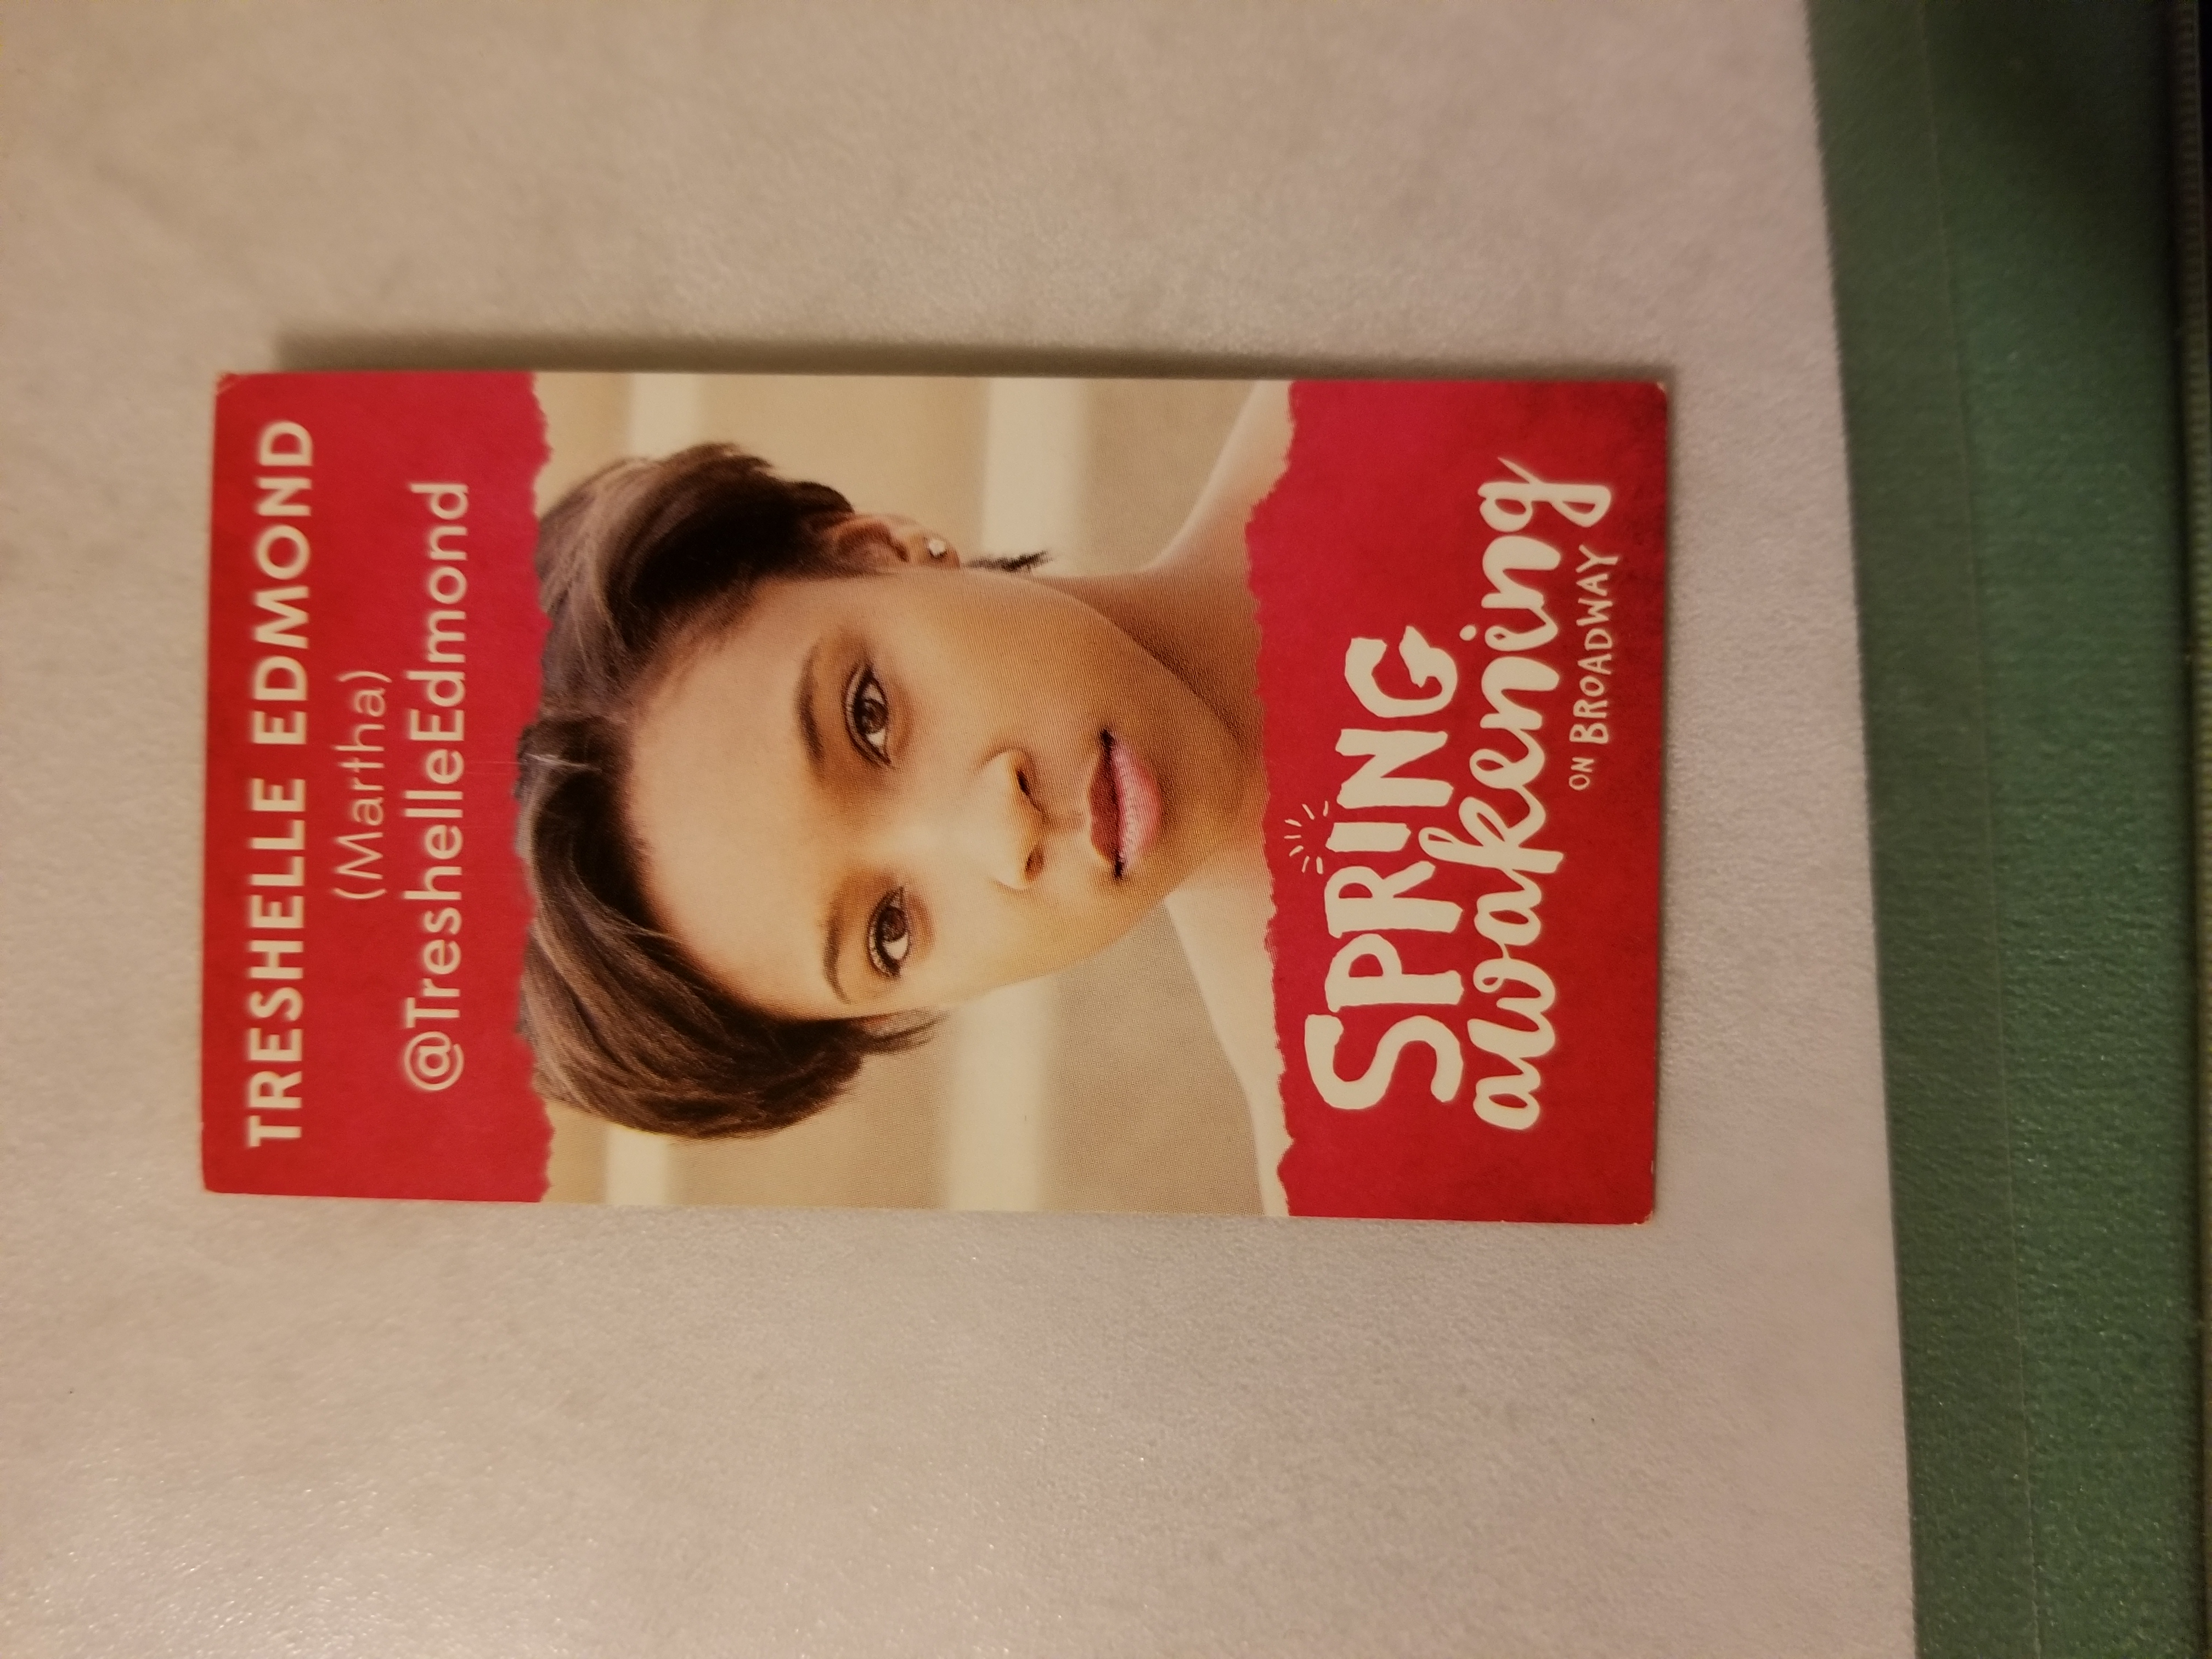 TRESHELLE EDMOND
(Martha)
@TreshelleEdmond
SPRING
awakening
ON BROADWAY